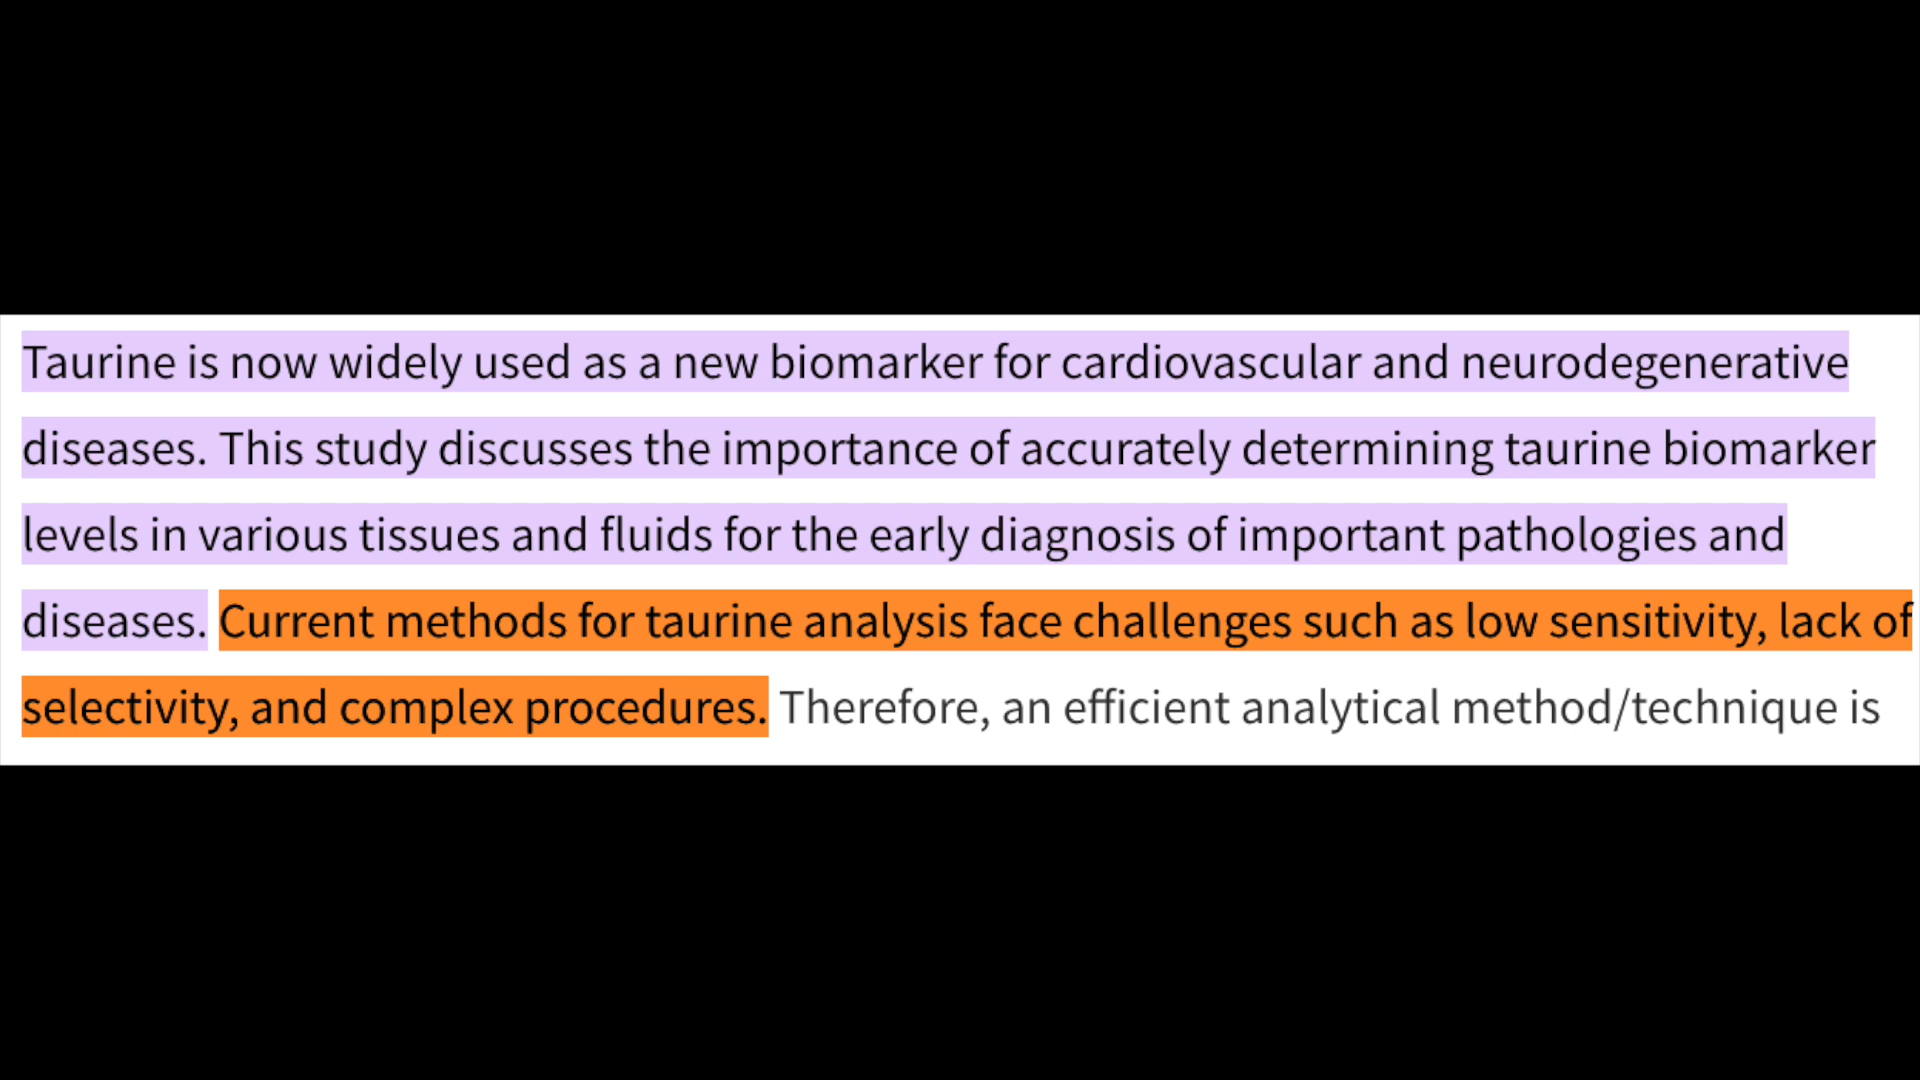 Taurine is now widely used as a new biomarker for cardiovascular and neurodegenerative
diseases. This study discusses the importance of accurately determining taurine biomarker
levels in various tissues and fluids for the early diagnosis of important pathologies and
diseases. Current methods for taurine analysis face challenges such as low sensitivity, lack of
selectivity, and complex procedures. Therefore, an efficient analytical method/technique is